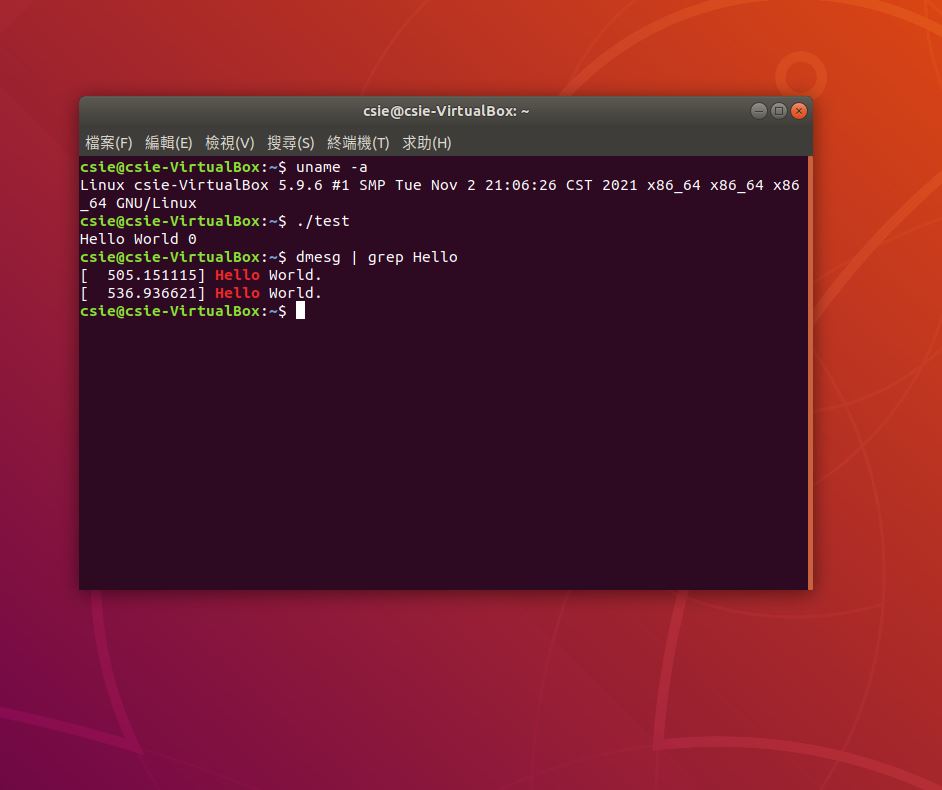 csie@csie-VirtualBox: ~
檔案(F) 編輯(E) 檢視(V) 搜尋(S) 終端機(T) 求助(H)
csie@csie-VirtualBox:~$ uname -a
Linux csie-VirtualBox 5.9.6 #1 SMP Tue Nov 2 21:06:26 CST 2021 x86_64 x86_64 x86
_64 GNU/Linux
csie@csie-VirtualBox:~$ ./test
Hello World 0
csie@csie-VirtualBox:~$ dmesg | grep Hello
[  505.151115] Hello World.
[  536.936621] Hello World.
csie@csie-VirtualBox:~$